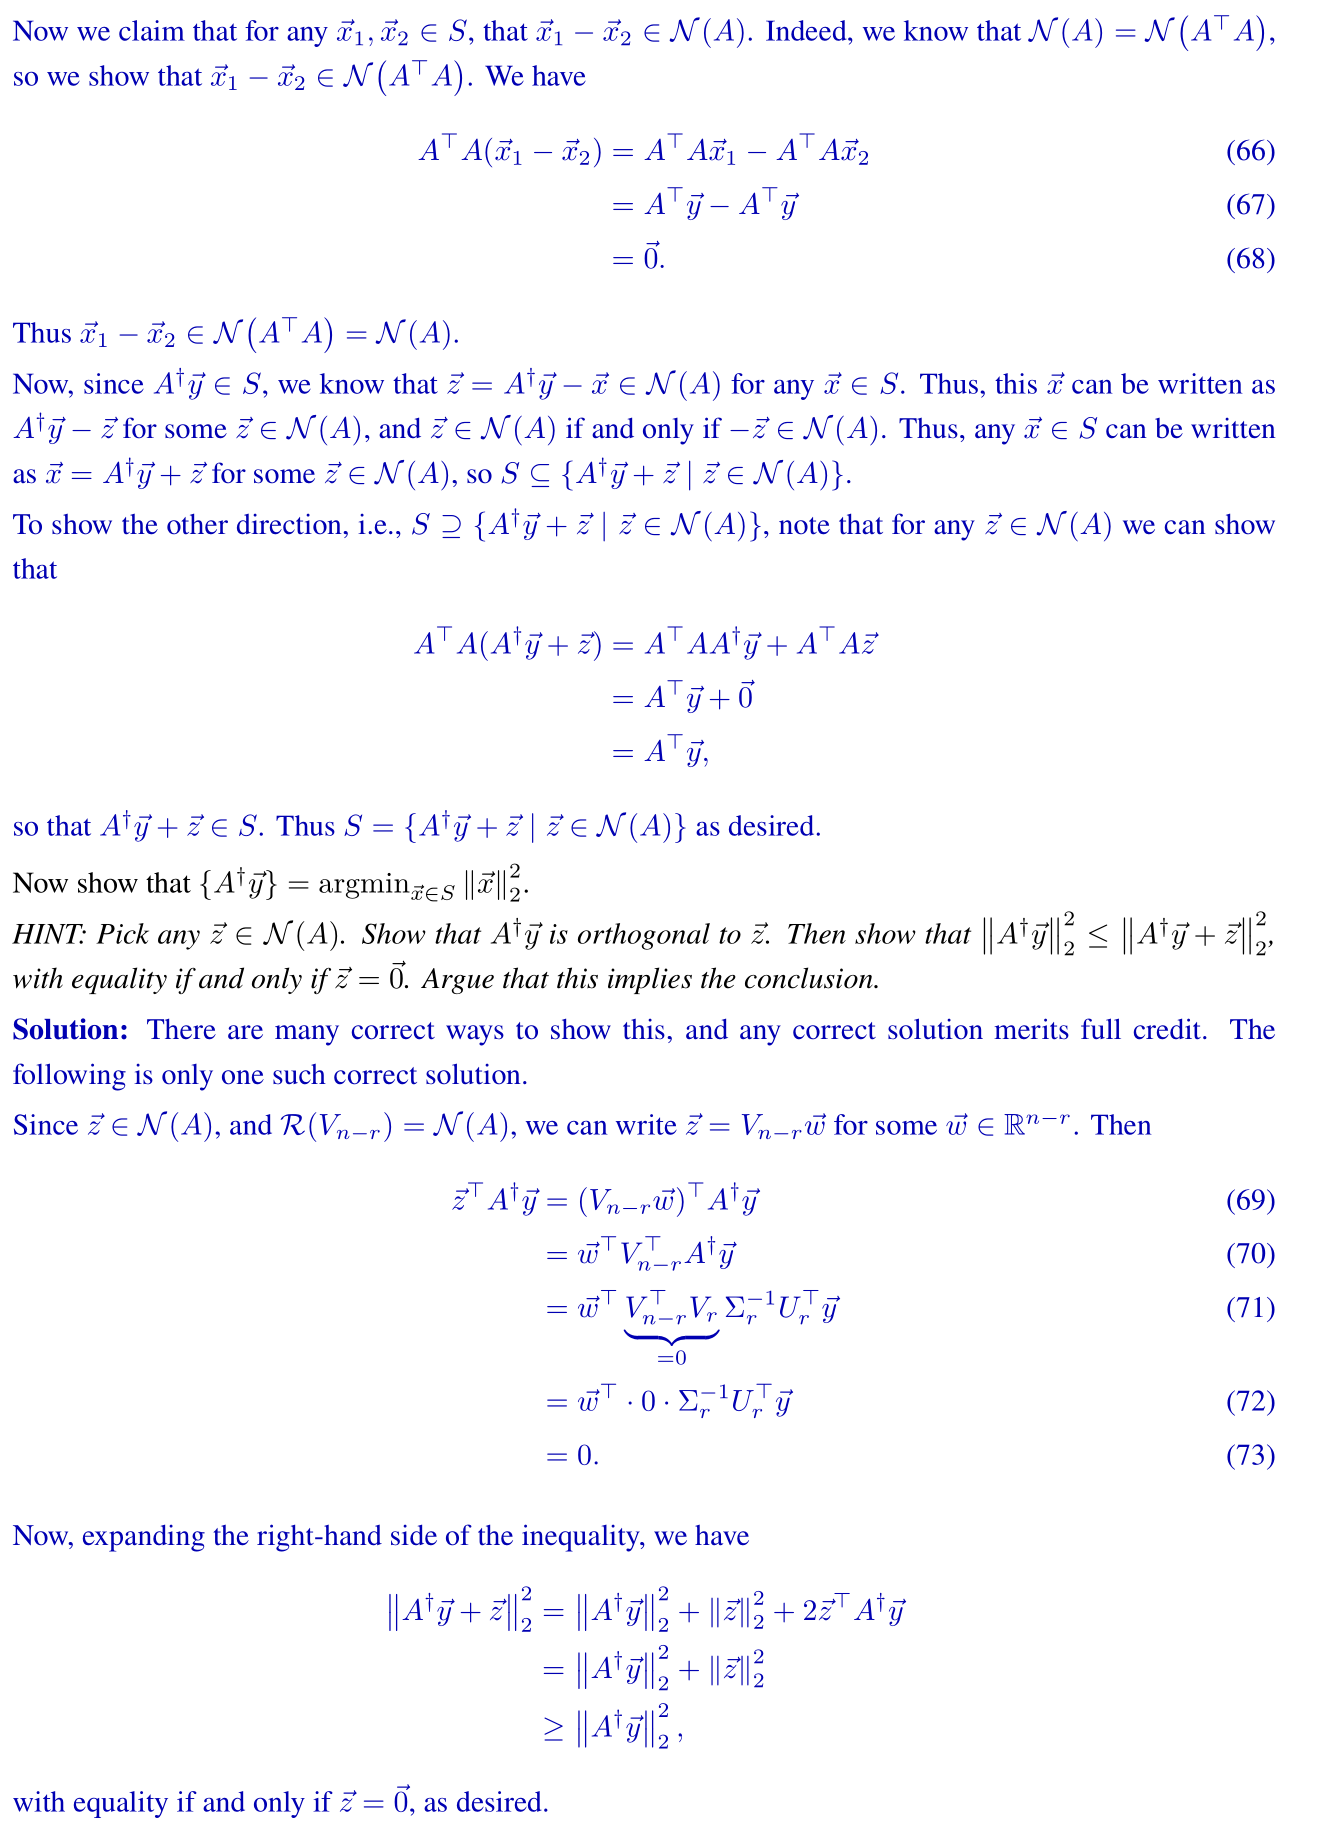 Now we claim that for any $\vec{x}_1, \vec{x}_2 \in S$, that $\vec{x}_1 - \vec{x}_2 \in \mathcal{N}(A)$. Indeed, we know that $\mathcal{N}(A) = \mathcal{N}(A^\top A)$,
so we show that $\vec{x}_1 - \vec{x}_2 \in \mathcal{N}(A^\top A)$. We have
$A^\top A(\vec{x}_1 - \vec{x}_2) = A^\top A\vec{x}_1 - A^\top A\vec{x}_2$ (66)
$= A^\top \vec{y} - A^\top \vec{y}$ (67)
$= \vec{0}.$ (68)
Thus $\vec{x}_1 - \vec{x}_2 \in \mathcal{N}(A^\top A) = \mathcal{N}(A)$.
Now, since $A^\dagger \vec{y} \in S$, we know that $\vec{z} = A^\dagger \vec{y} - \vec{x} \in \mathcal{N}(A)$ for any $\vec{x} \in S$. Thus, this $\vec{x}$ can be written as
$A^\dagger \vec{y} - \vec{z}$ for some $\vec{z} \in \mathcal{N}(A)$, and $\vec{z} \in \mathcal{N}(A)$ if and only if $-\vec{z} \in \mathcal{N}(A)$. Thus, any $\vec{x} \in S$ can be written
as $\vec{x} = A^\dagger \vec{y} + \vec{z}$ for some $\vec{z} \in \mathcal{N}(A)$, so $S \subseteq \{A^\dagger \vec{y} + \vec{z} \mid \vec{z} \in \mathcal{N}(A)\}$.
To show the other direction, i.e., $S \supseteq \{A^\dagger \vec{y} + \vec{z} \mid \vec{z} \in \mathcal{N}(A)\}$, note that for any $\vec{z} \in \mathcal{N}(A)$ we can show
that
$A^\top A(A^\dagger \vec{y} + \vec{z}) = A^\top A A^\dagger \vec{y} + A^\top A\vec{z}$
$= A^\top \vec{y} + \vec{0}$
$= A^\top \vec{y},$
so that $A^\dagger \vec{y} + \vec{z} \in S$. Thus $S = \{A^\dagger \vec{y} + \vec{z} \mid \vec{z} \in \mathcal{N}(A)\}$ as desired.
Now show that $\{A^\dagger \vec{y}\} = \operatorname{argmin}_{\vec{x} \in S} \|\vec{x}\|_2^2$.
HINT: Pick any $\vec{z} \in \mathcal{N}(A)$. Show that $A^\dagger \vec{y}$ is orthogonal to $\vec{z}$. Then show that $\|A^\dagger \vec{y}\|_2^2 \leq \|A^\dagger \vec{y} + \vec{z}\|_2^2$,
with equality if and only if $\vec{z} = \vec{0}$. Argue that this implies the conclusion.
Solution: There are many correct ways to show this, and any correct solution merits full credit. The
following is only one such correct solution.
Since $\vec{z} \in \mathcal{N}(A)$, and $\mathcal{R}(V_{n-r}) = \mathcal{N}(A)$, we can write $\vec{z} = V_{n-r}\vec{w}$ for some $\vec{w} \in \mathbb{R}^{n-r}$. Then
$\vec{z}^\top A^\dagger \vec{y} = (V_{n-r}\vec{w})^\top A^\dagger \vec{y}$ (69)
$= \vec{w}^\top V_{n-r}^\top A^\dagger \vec{y}$ (70)
$= \vec{w}^\top \underbrace{V_{n-r}^\top V_r}_{=0} \Sigma_r^{-1} U_r^\top \vec{y}$ (71)
$= \vec{w}^\top \cdot 0 \cdot \Sigma_r^{-1} U_r^\top \vec{y}$ (72)
$= 0.$ (73)
Now, expanding the right-hand side of the inequality, we have
$\|A^\dagger \vec{y} + \vec{z}\|_2^2 = \|A^\dagger \vec{y}\|_2^2 + \|\vec{z}\|_2^2 + 2\vec{z}^\top A^\dagger \vec{y}$
$= \|A^\dagger \vec{y}\|_2^2 + \|\vec{z}\|_2^2$
$\geq \|A^\dagger \vec{y}\|_2^2,$
with equality if and only if $\vec{z} = \vec{0}$, as desired.